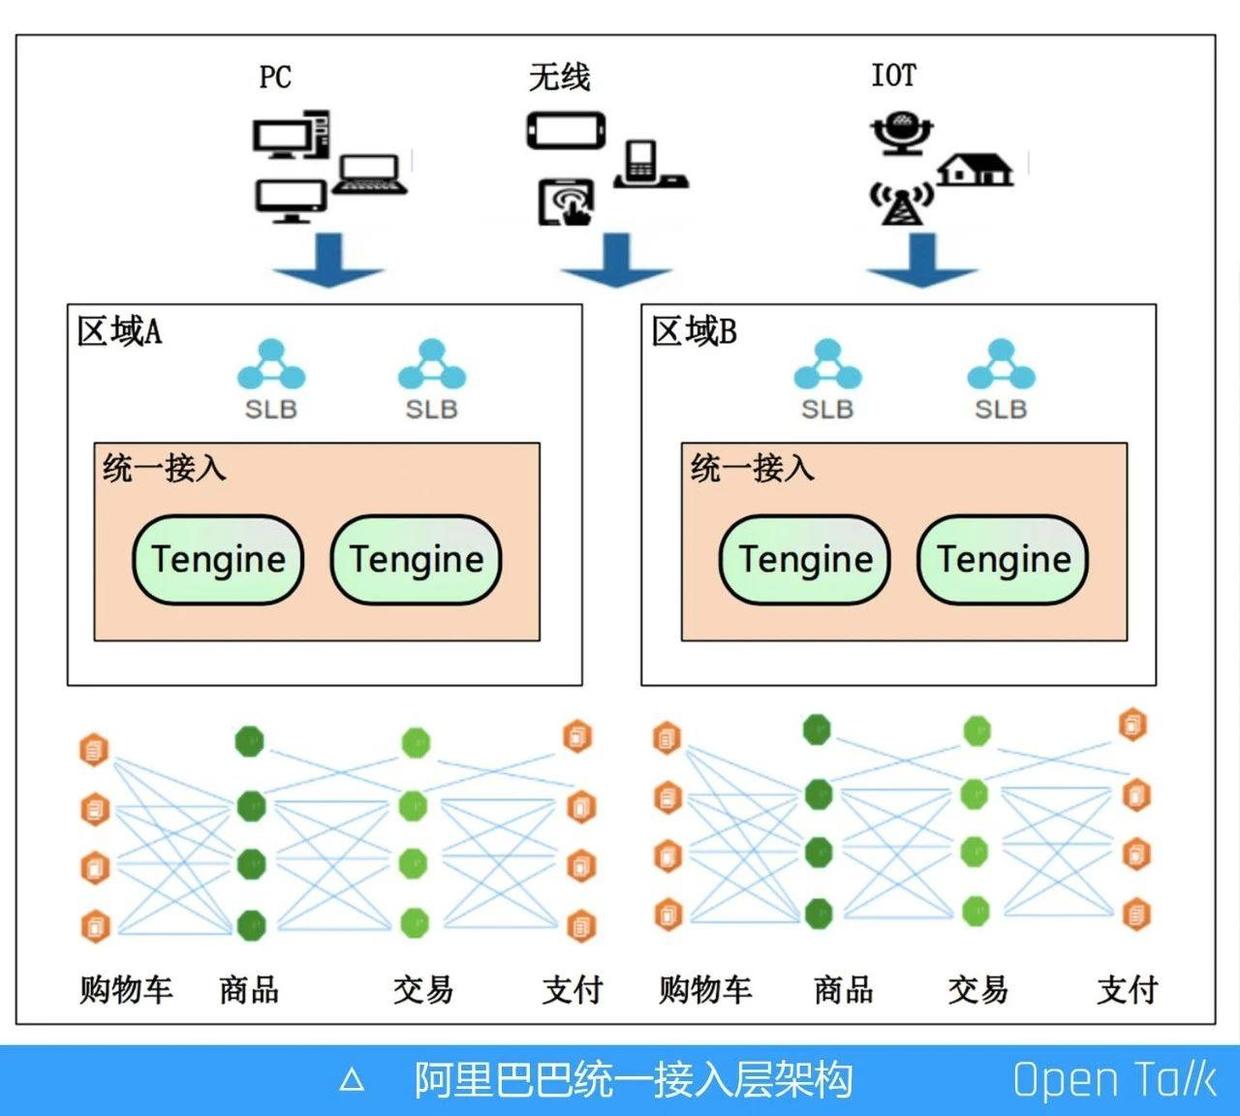 PC
无线
IOT
区域A
SLB
SLB
统一接入
Tengine
Tengine
区域B
SLB
SLB
统一接入
Tengine
Tengine
购物车
商品
交易
支付
购物车
商品
交易
支付
阿里巴巴统一接入层架构
Open Talk